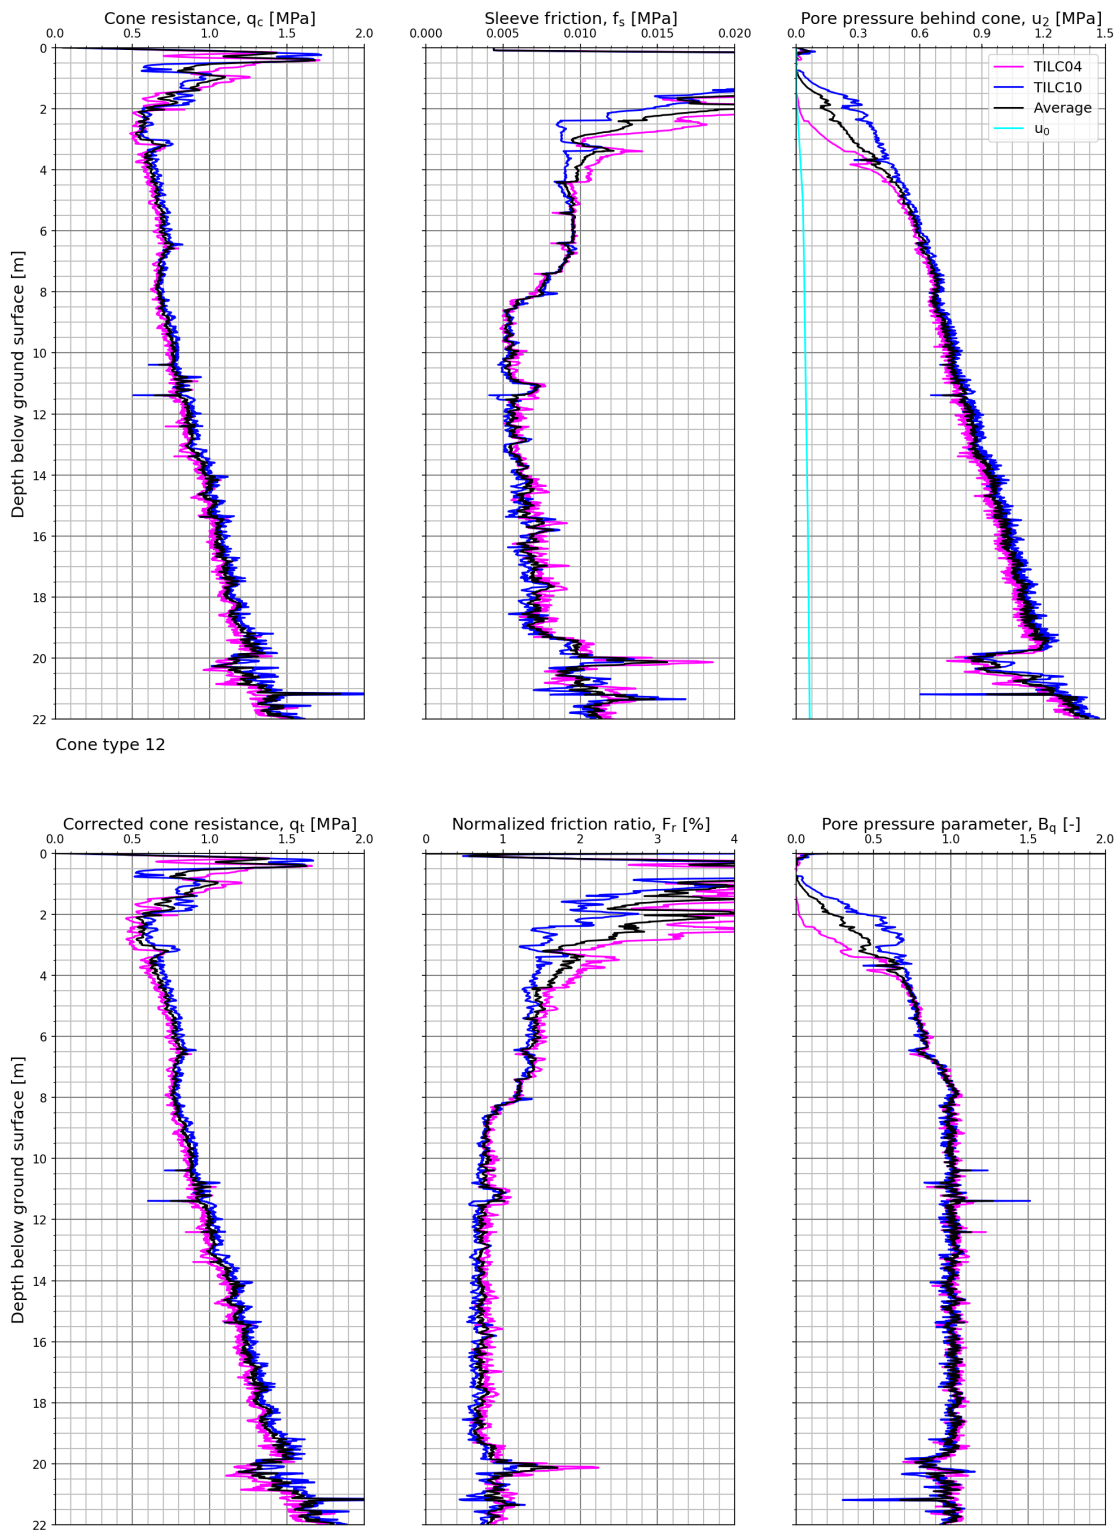 Cone resistance, qc [MPa]
0.0 0.5 1.0 1.5 2.0
Sleeve friction, fs [MPa]
0.000 0.005 0.010 0.015 0.020
Pore pressure behind cone, u2 [MPa]
0.0 0.3 0.6 0.9 1.2 1.5
TILC04
TILC10
Average
u0
Depth below ground surface [m]
0
2
4
6
8
10
12
14
16
18
20
22
Cone type 12
Corrected cone resistance, qt [MPa]
0.0 0.5 1.0 1.5 2.0
Normalized friction ratio, Fr [%]
0 1 2 3 4
Pore pressure parameter, Bq [-]
0.0 0.5 1.0 1.5 2.0
Depth below ground surface [m]
0
2
4
6
8
10
12
14
16
18
20
22